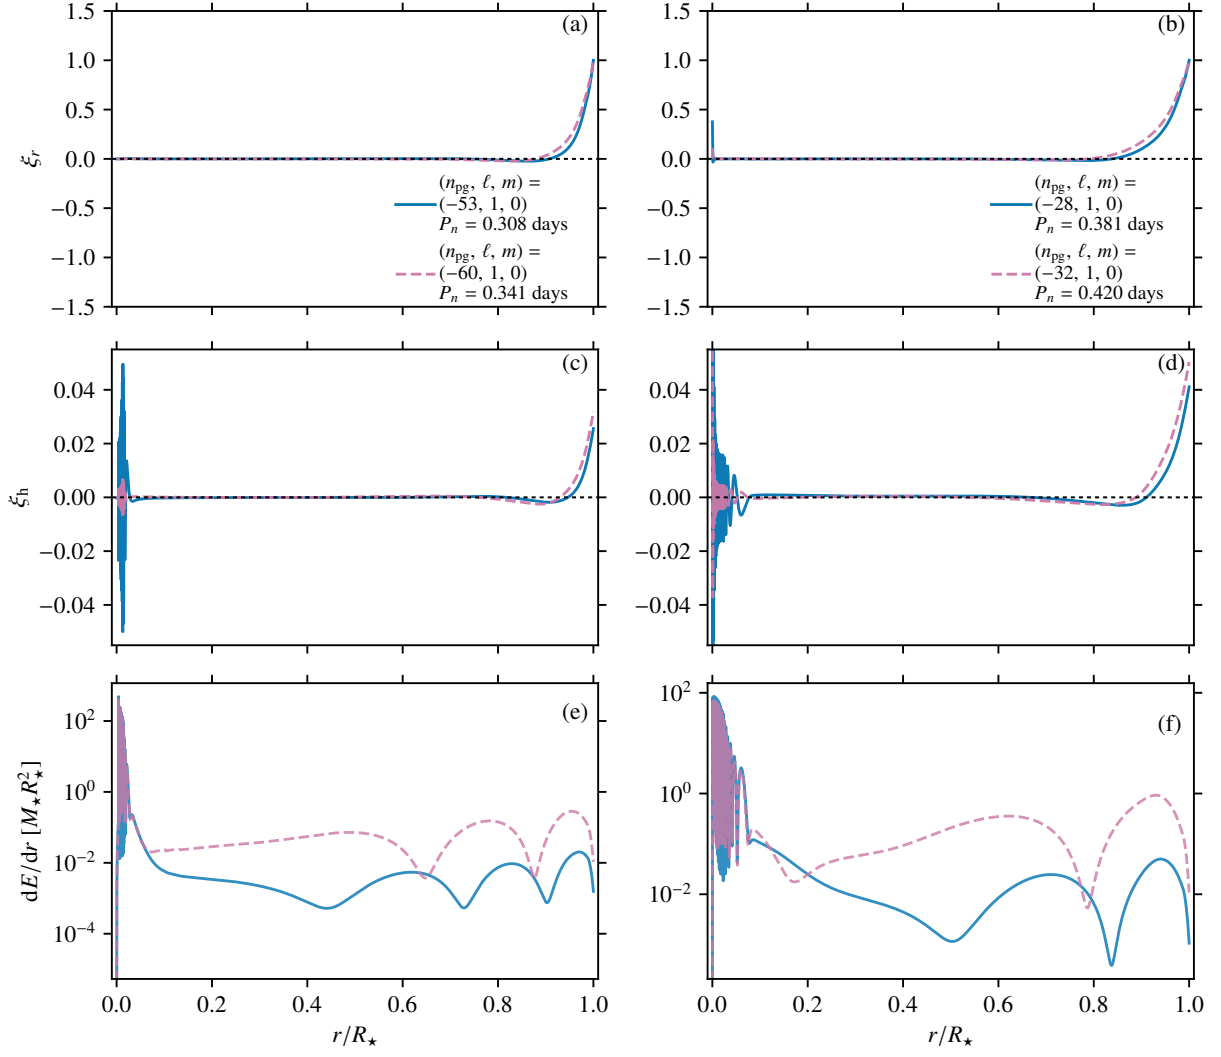 1.5
1.0
0.5
0.0
−0.5
−1.0
−1.5
ξr
(a)
(npg, ℓ, m) =
(−53, 1, 0)
Pn = 0.308 days
(npg, ℓ, m) =
(−60, 1, 0)
Pn = 0.341 days
1.5
1.0
0.5
0.0
−0.5
−1.0
−1.5
ξr
(b)
(npg, ℓ, m) =
(−28, 1, 0)
Pn = 0.381 days
(npg, ℓ, m) =
(−32, 1, 0)
Pn = 0.420 days
0.04
0.02
0.00
−0.02
−0.04
ξh
(c)
0.04
0.02
0.00
−0.02
−0.04
ξh
(d)
10²
10⁰
10⁻²
10⁻⁴
dE/dr [M⋆R⋆²]
(e)
0.0 0.2 0.4 0.6 0.8 1.0
r/R⋆
10²
10⁰
10⁻²
(f)
0.0 0.2 0.4 0.6 0.8 1.0
r/R⋆